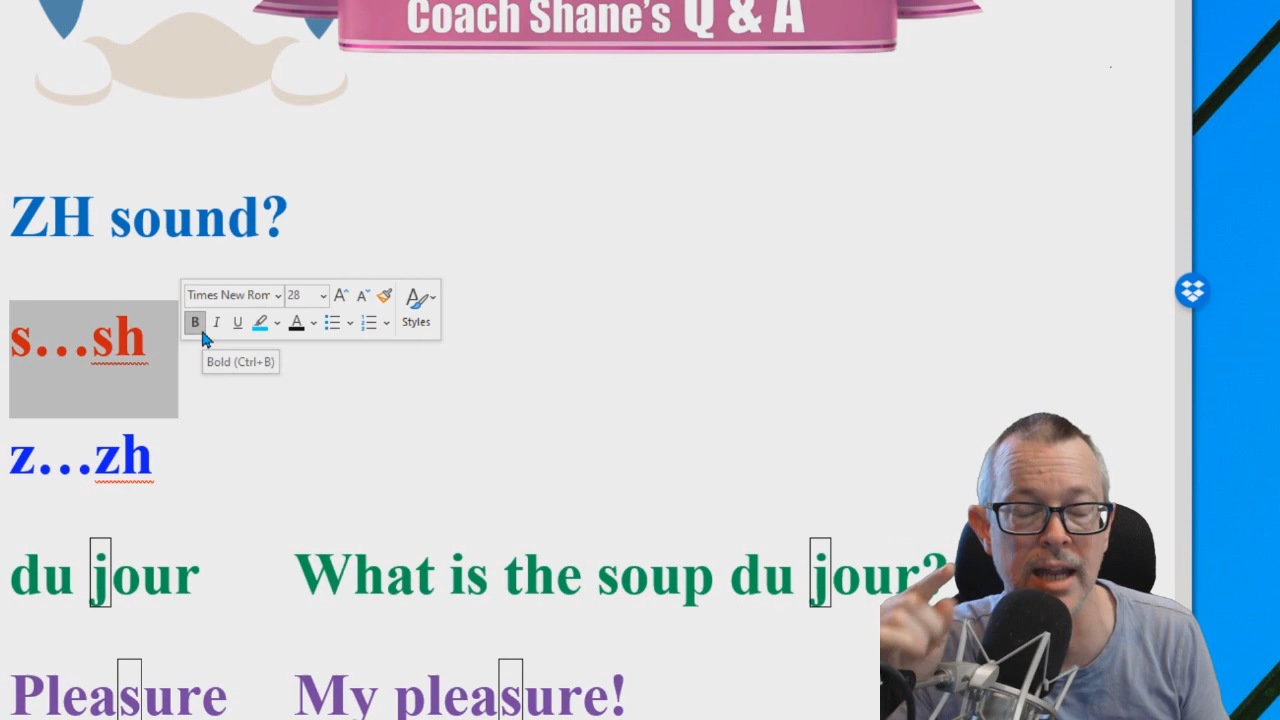 Coach Shane's Q & A
ZH sound?
Times New Rom 28
s…sh
B I U Styles
Bold (Ctrl+B)
z…zh
du jour What is the soup du jour?
Pleasure My pleasure!